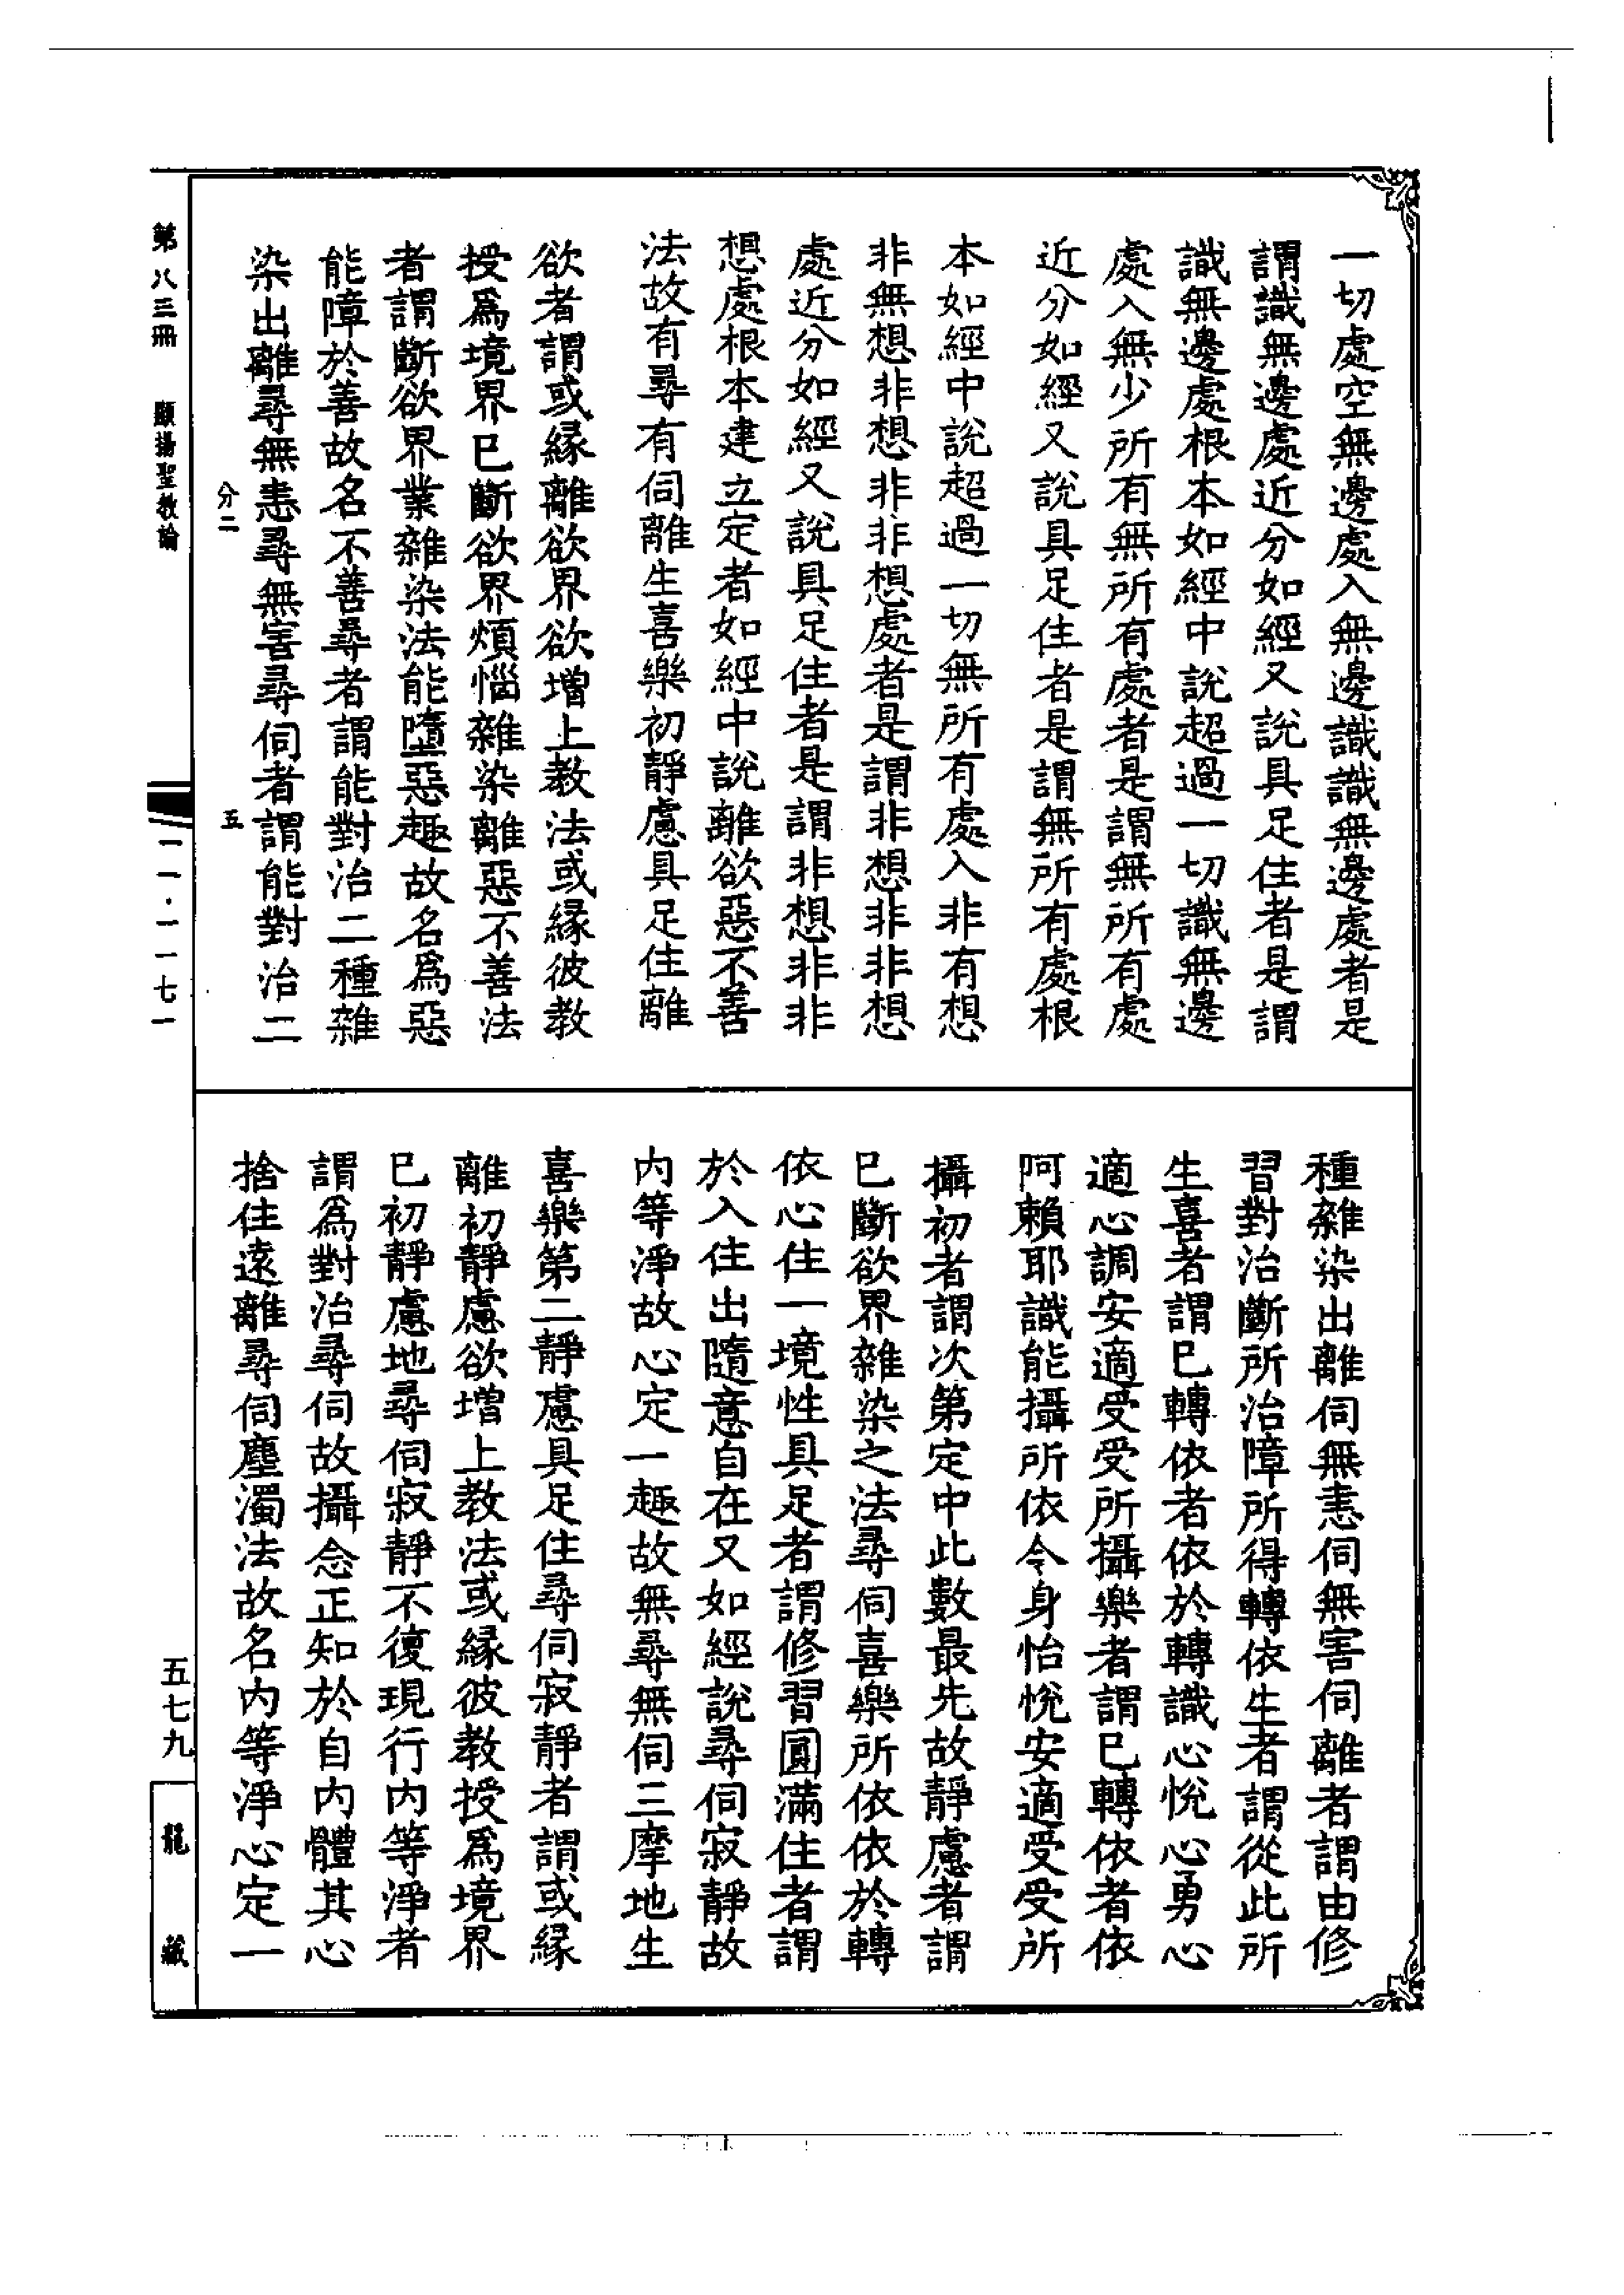 一切處空無邊處入無邊識識無邊處者是
謂識無邊處近分如經又說具足住者是謂
識無邊處根本如經中說超過一切識無邊
處入無少所有無所有處者是謂無所有處
近分如經又說具足住者是謂無所有處根
本如經中說超過一切無所有處入非有想
非無想非想非非想處者是謂非想非非想
處近分如經又說具足住者是謂非想非非
想處根本建立定者如經中說離欲惡不善
法故有尋有伺離生喜樂初靜慮具足住離
欲者謂或緣離欲界欲增上教法或緣彼教
授爲境界巳斷欲界煩惱雜染離惡不善法
者謂斷欲界業雜染法能墮惡趣故名爲惡
能障於善故名不善尋者謂能對治二種雜
染出離尋無恚尋無害尋伺者謂能對治二
分二
五
種雜染出離伺無恚伺無害伺離者謂由修
習對治斷所治障所得轉依生者謂從此所
生喜者謂巳轉依者依於轉識心悅心勇心
適心調安適受受所攝樂者謂巳轉依者依
阿賴耶識能攝所依令身怡悅安適受受所
攝初者謂次第定中此數最先故靜慮者謂
巳斷欲界雜染之法尋伺喜樂所依依於轉
依心住一境性具足者謂修習圓滿住者謂
於入住出隨意自在又如經說尋伺寂靜故
内等淨故心定一趣故無尋無伺三摩地生
喜樂第二靜慮具足住尋伺寂靜者謂或緣
離初靜慮欲增上教法或緣彼教授爲境界
巳初靜慮地尋伺寂靜不復現行内等淨者
謂爲對治尋伺故攝念正知於自内體其心
捨住遠離尋伺塵濁法故名内等淨心定一
第八三冊 顯揚聖教論
一一·一一七一
五七九
龍藏